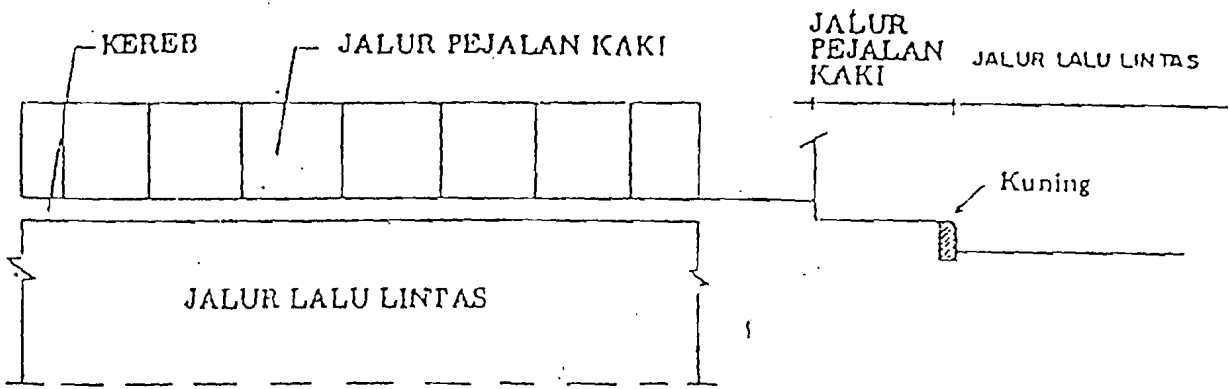 KEREB
JALUR PEJALAN KAKI
JALUR
PEJALAN
KAKI
JALUR LALU LINTAS
Kuning
JALUR LALU LINTAS